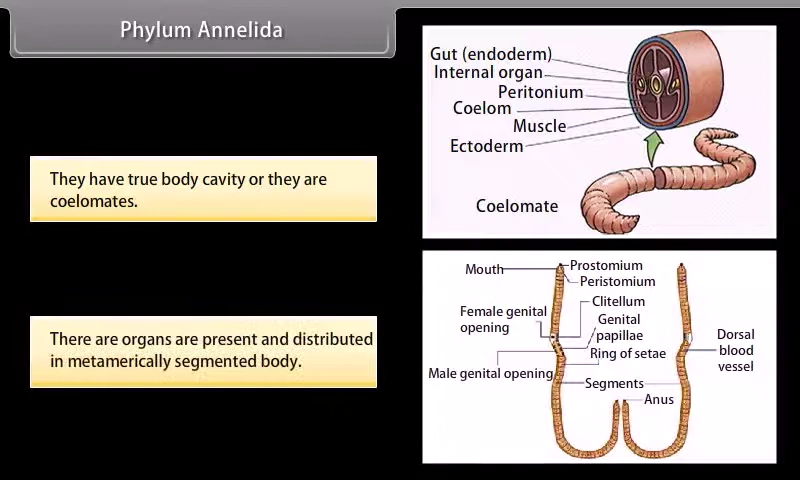 Phylum Annelida
They have true body cavity or they are
coelomates.
There are organs are present and distributed
in metamerically segmented body.
Gut (endoderm)
Internal organ
Peritonium
Coelom
Muscle
Ectoderm
Coelomate
Mouth
Prostomium
Peristomium
Clitellum
Female genital
opening
Genital
papillae
Ring of setae
Male genital opening
Segments
Anus
Dorsal
blood
vessel